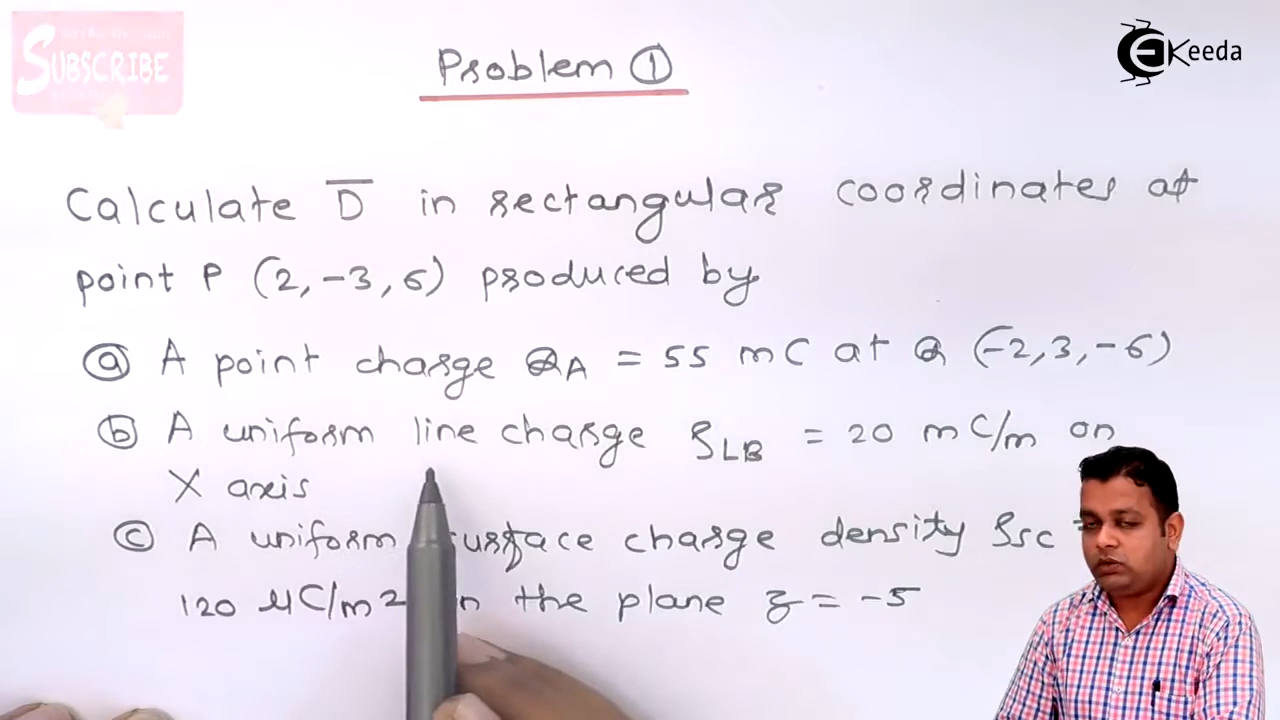 SUBSCRIBE
Problem ①
EKeeda
Calculate D̅ in rectangular coordinates at
point P (2, -3, 6) produced by
ⓐ A point charge QA = 55 mC at Q (-2, 3, -6)
ⓑ A uniform line charge ρLB = 20 mC/m on
X axis
ⓒ A uniform surface charge density ρsc =
120 μC/m2 the plane z = -5